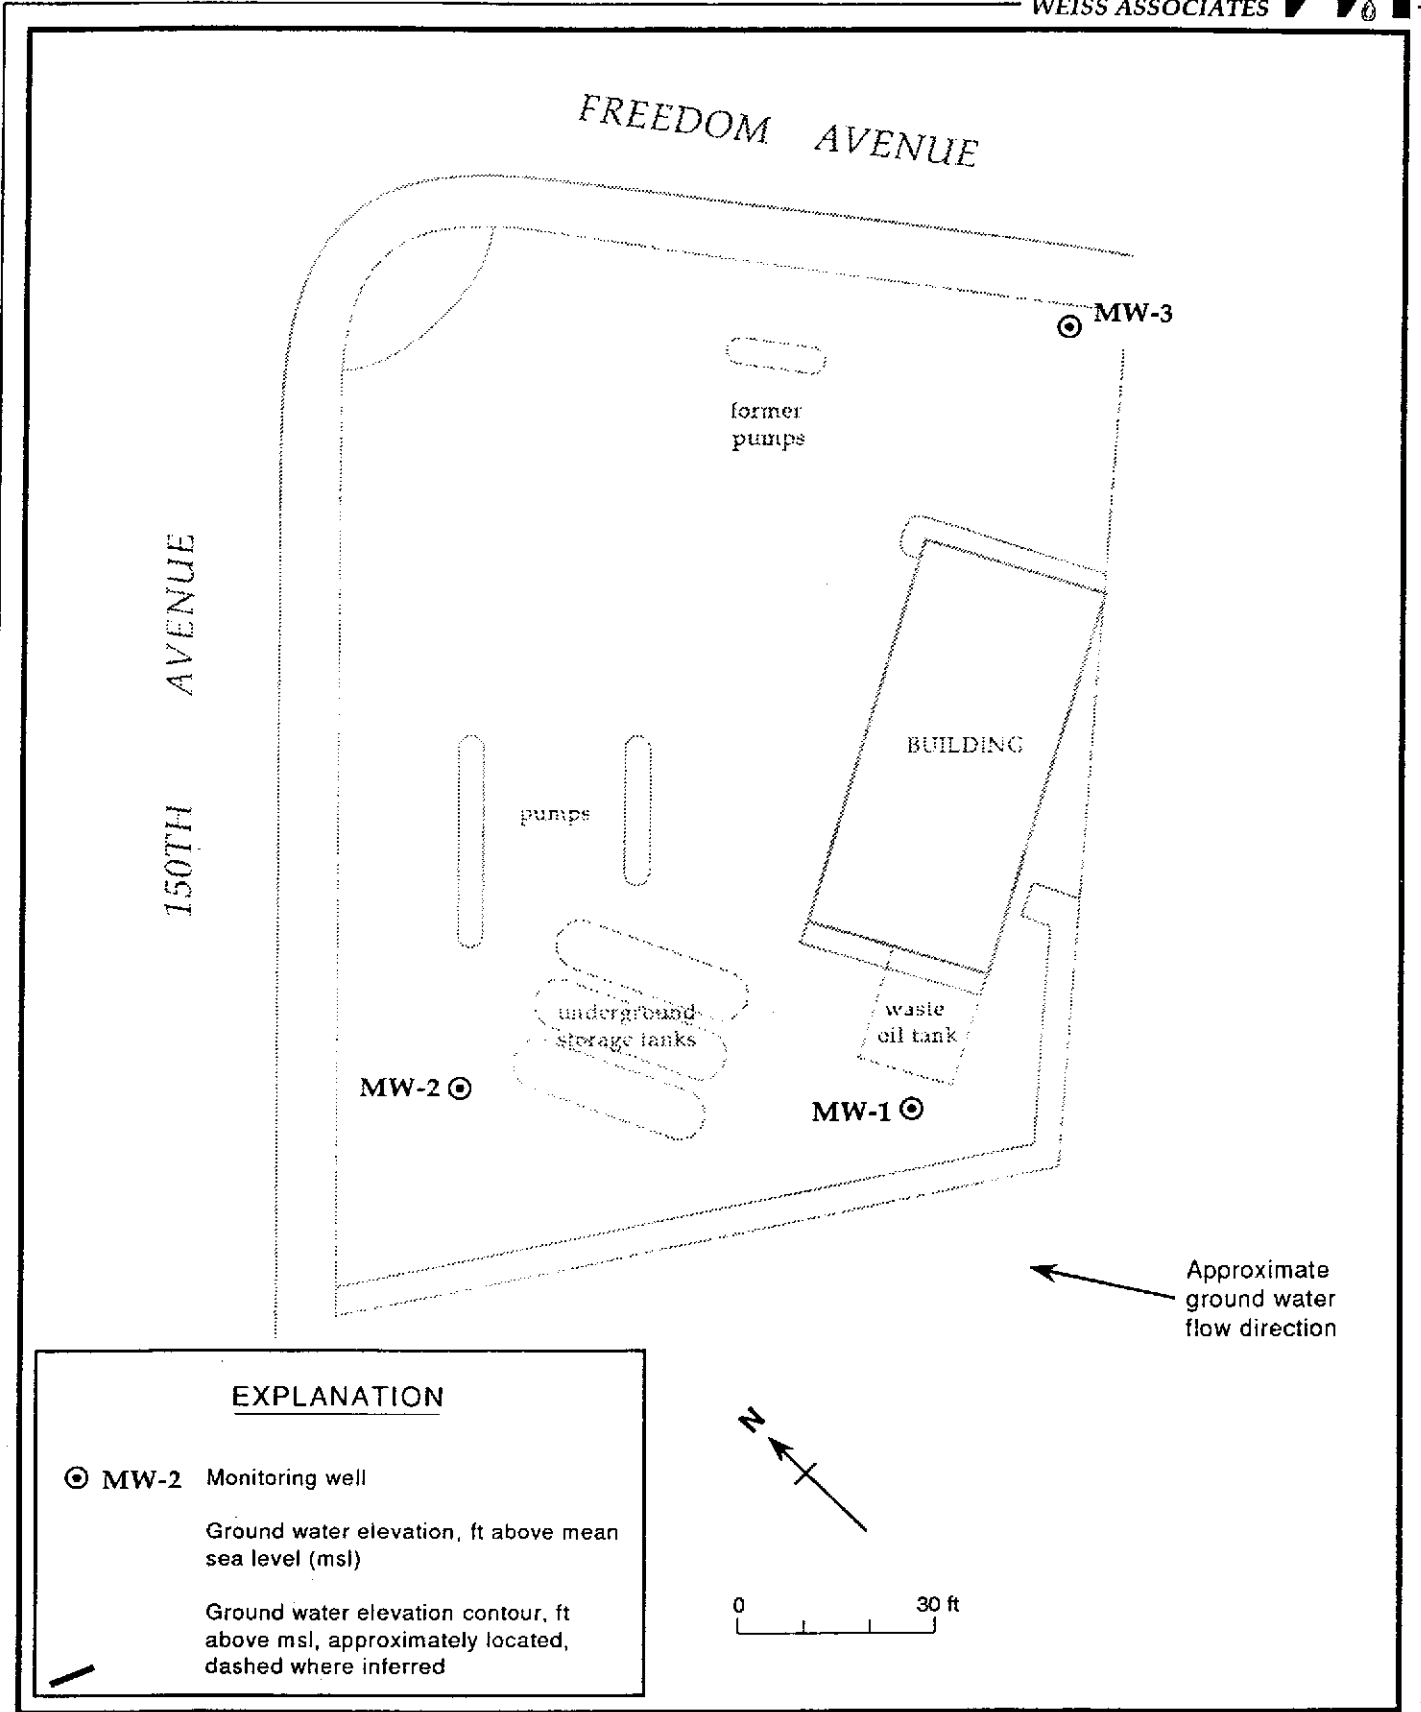 WEISS ASSOCIATES
FREEDOM AVENUE
MW-3
former
pumps
150TH AVENUE
BUILDING
pumps
underground
storage tanks
waste
oil tank
MW-2
MW-1
Approximate
ground water
flow direction
EXPLANATION
MW-2 Monitoring well
Ground water elevation, ft above mean
sea level (msl)
Ground water elevation contour, ft
above msl, approximately located,
dashed where inferred
N
0 30 ft